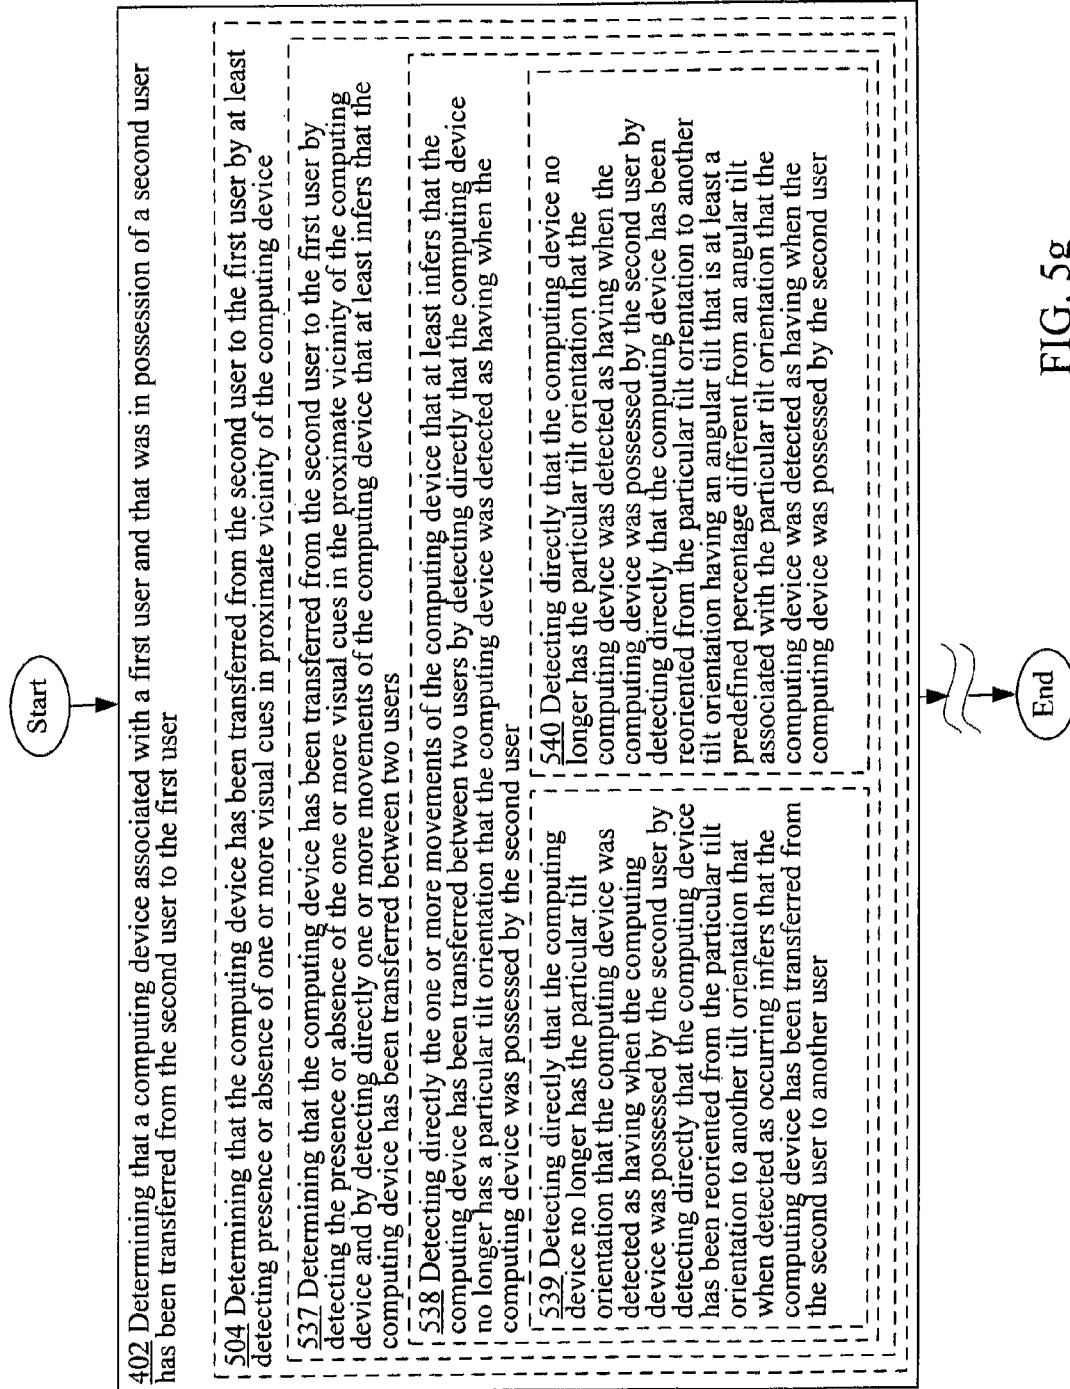 Start
402 Determining that a computing device associated with a first user and that was in possession of a second user
has been transferred from the second user to the first user
504 Determining that the computing device has been transferred from the second user to the first user by at least
detecting presence or absence of one or more visual cues in proximate vicinity of the computing device
537 Determining that the computing device has been transferred from the second user to the first user by
detecting the presence or absence of the one or more visual cues in the proximate vicinity of the computing
device and by detecting directly one or more movements of the computing device that at least infers that the
computing device has been transferred between two users
538 Detecting directly the one or more movements of the computing device that at least infers that the
computing device has been transferred between two users by detecting directly that the computing device
no longer has a particular tilt orientation that the computing device was detected as having when the
computing device was possessed by the second user
539 Detecting directly that the computing
device no longer has the particular tilt
orientation that the computing device was
detected as having when the computing
device was possessed by the second user by
detecting directly that the computing device
has been reoriented from the particular tilt
orientation to another tilt orientation that
when detected as occurring infers that the
computing device has been transferred from
the second user to another user
540 Detecting directly that the computing device no
longer has the particular tilt orientation that the
computing device was detected as having when the
computing device was possessed by the second user by
detecting directly that the computing device has been
reoriented from the particular tilt orientation to another
tilt orientation having an angular tilt that is at least a
predefined percentage different from an angular tilt
associated with the particular tilt orientation that the
computing device was detected as having when the
computing device was possessed by the second user
End
FIG. 5g